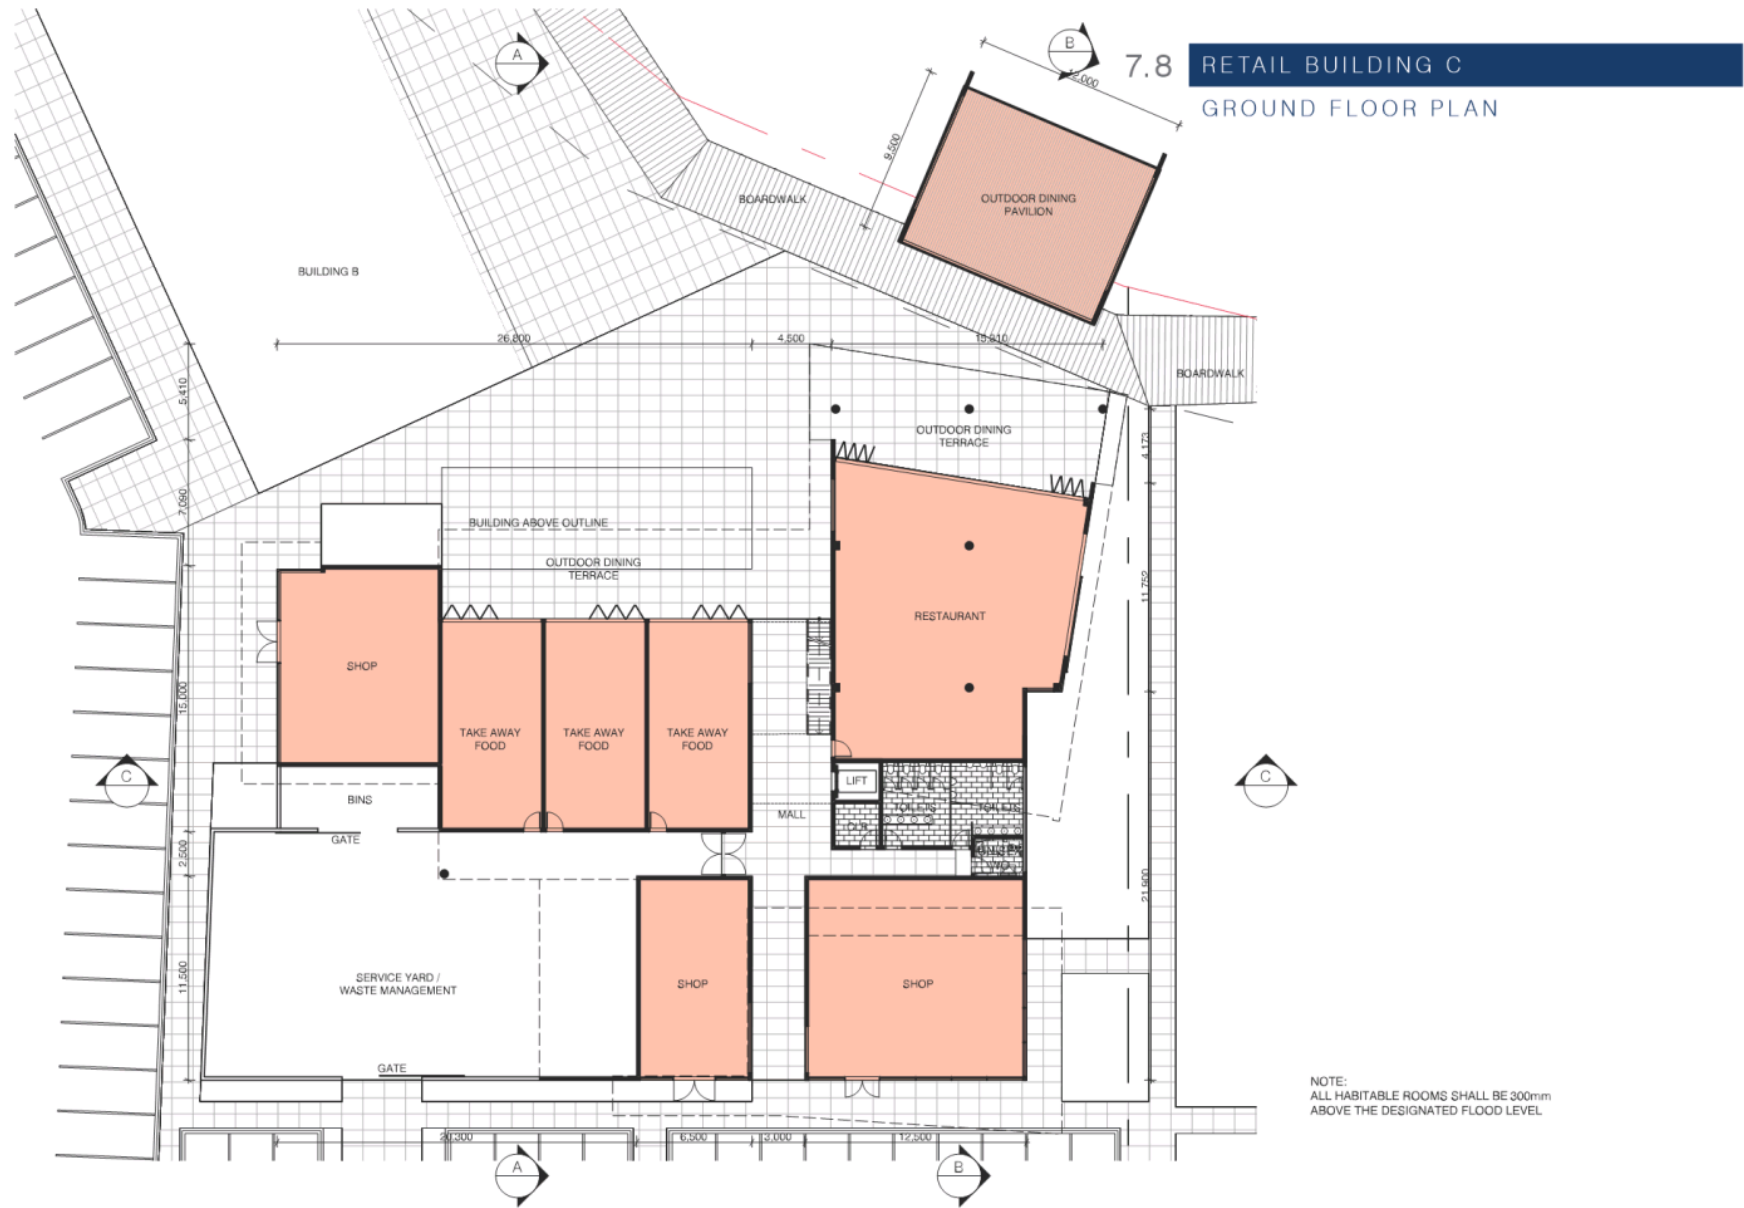 7.8 RETAIL BUILDING C
GROUND FLOOR PLAN
A
B
12,000
9,500
OUTDOOR DINING
PAVILION
BOARDWALK
BUILDING B
26,800
4,500
BOARDWALK
5,410
OUTDOOR DINING
TERRACE
4,173
7,090
BUILDING ABOVE OUTLINE
OUTDOOR DINING
TERRACE
11,752
RESTAURANT
SHOP
15,000
TAKE AWAY
FOOD
TAKE AWAY
FOOD
TAKE AWAY
FOOD
C
LIFT
C
BINS
TOILETS
TOILETS
MALL
GATE
2,500
21,900
11,500
SERVICE YARD /
WASTE MANAGEMENT
SHOP
SHOP
GATE
NOTE:
ALL HABITABLE ROOMS SHALL BE 300mm
ABOVE THE DESIGNATED FLOOD LEVEL
20,300
6,500
3,000
12,500
A
B